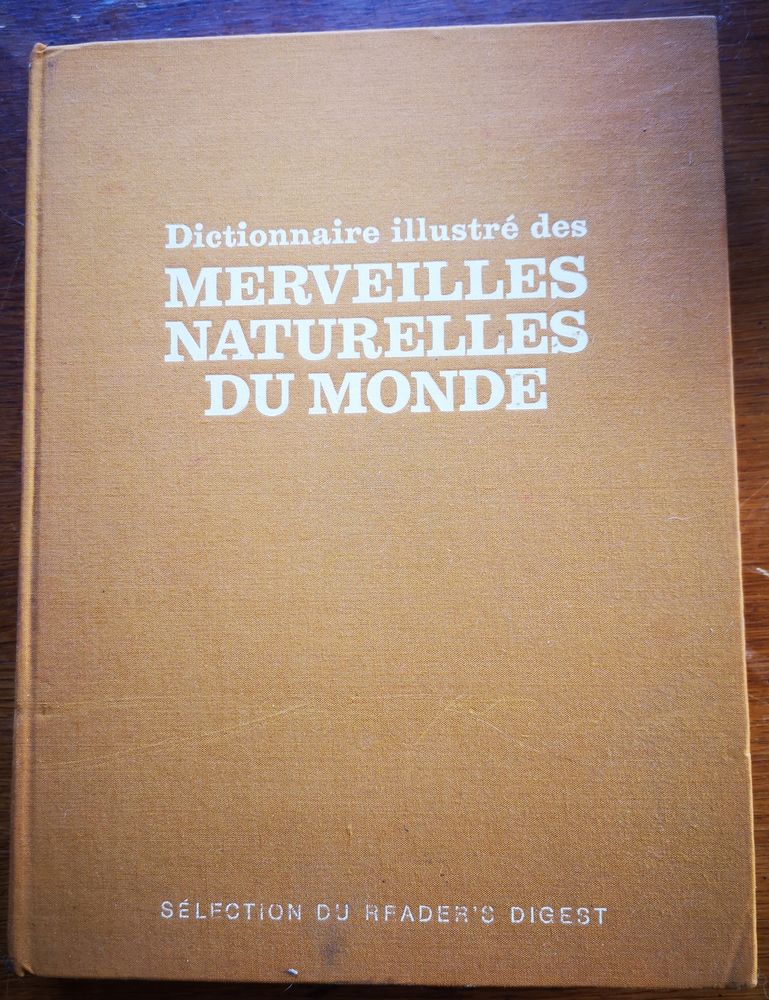 Dictionnaire illustré des
MERVEILLES
NATURELLES
DU MONDE
SÉLECTION DU READER'S DIGEST